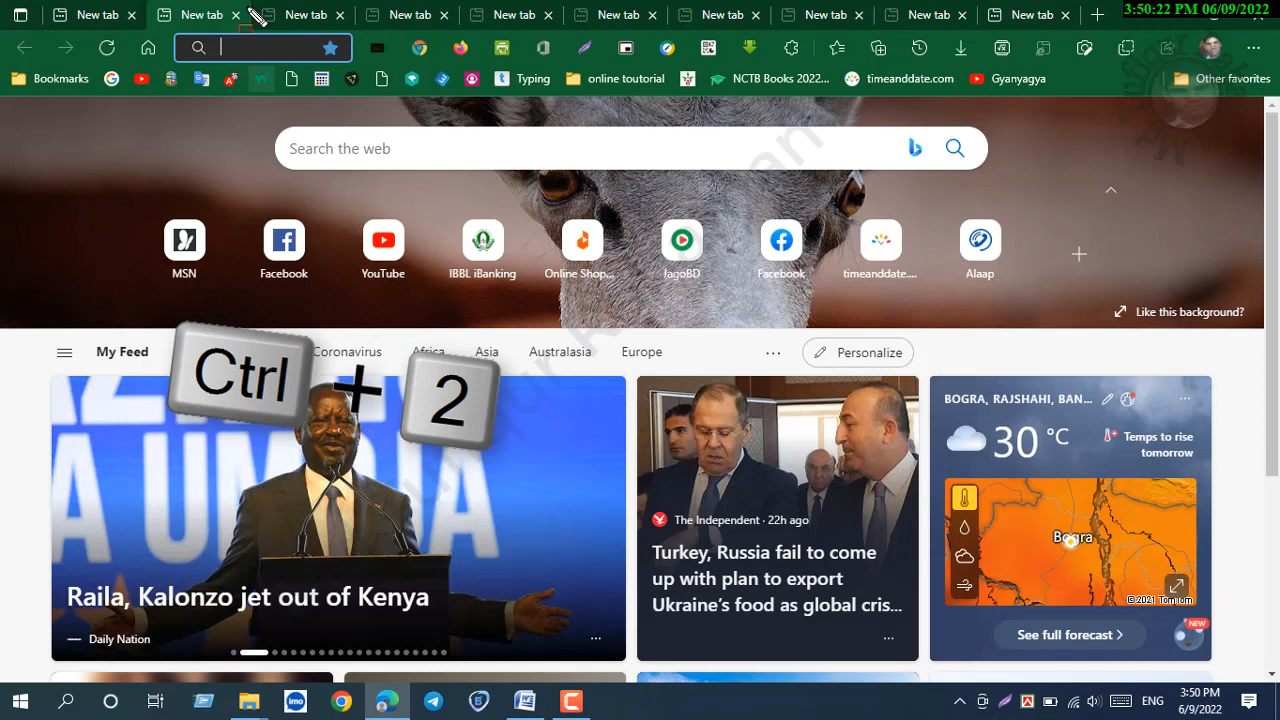 New tab New tab New tab New tab New tab New tab New tab New tab New tab New tab
3:50:22 PM 06/09/2022
Bookmarks Typing online toutorial NCTB Books 2022... timeanddate.com Gyanyagya Other favorites
Search the web
MSN Facebook YouTube IBBL iBanking Online Shop... JagoBD Facebook timeanddate.... Alaap
Like this background?
My Feed Coronavirus Africa Asia Australasia Europe Personalize
Ctrl + 2
Raila, Kalonzo jet out of Kenya
Daily Nation
The Independent · 22h ago
Turkey, Russia fail to come
up with plan to export
Ukraine's food as global cris...
BOGRA, RAJSHAHI, BAN...
30 °C
Temps to rise
tomorrow
Bogra
© 2021 TomTom
See full forecast
NEW
imo
ENG
3:50 PM
6/9/2022